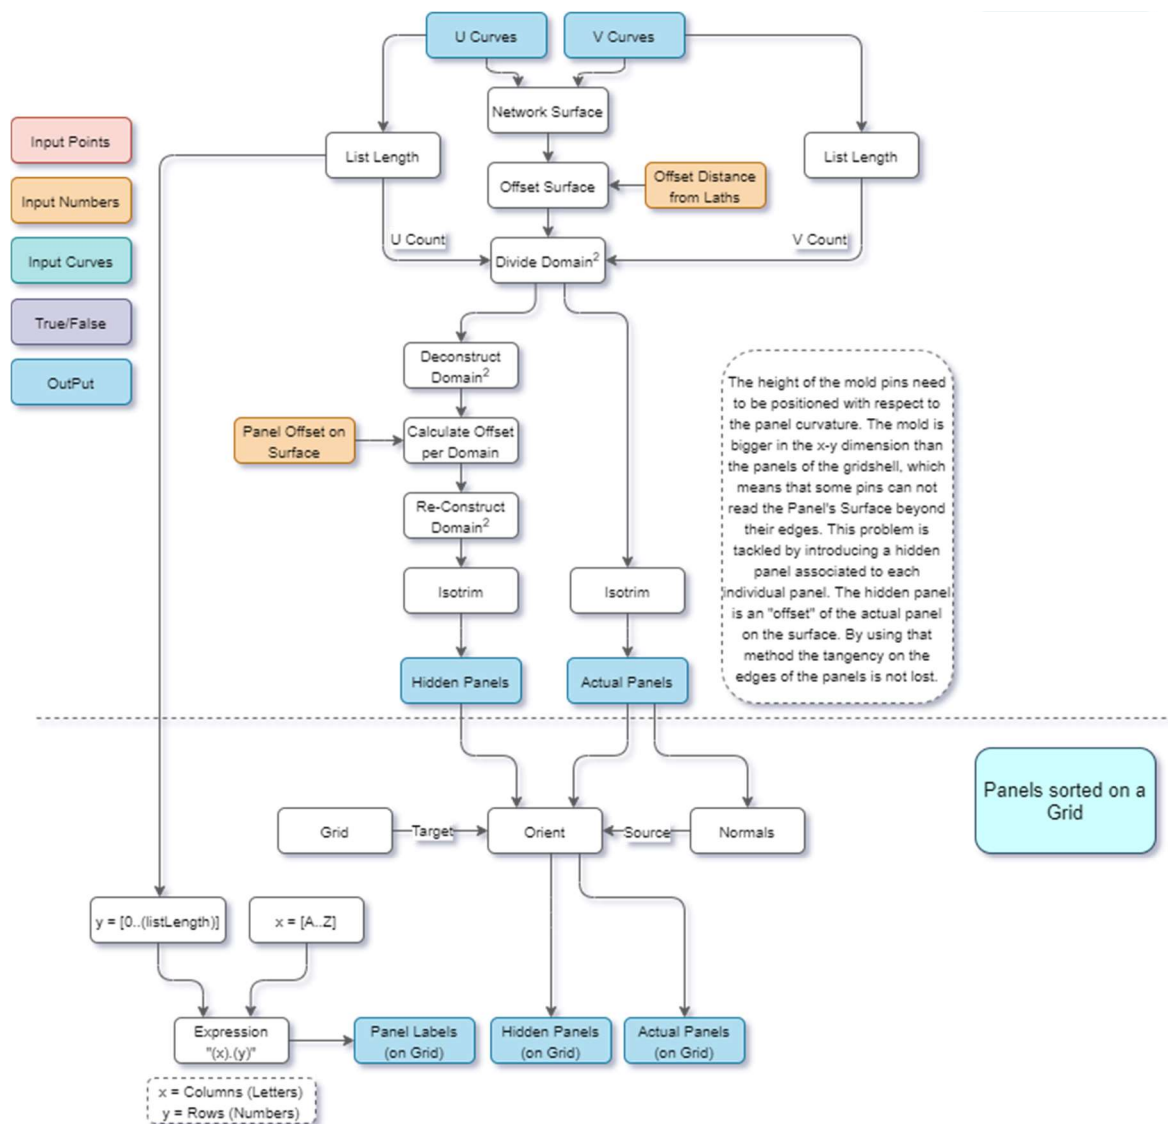 U Curves
V Curves
Input Points
Network Surface
List Length
List Length
Input Numbers
Offset Surface
Offset Distance
from Laths
Input Curves
U Count
V Count
Divide Domain²
True/False
OutPut
Deconstruct
Domain²
Panel Offset on
Surface
Calculate Offset
per Domain
Re-Construct
Domain²
Isotrim
Isotrim
Hidden Panels
Actual Panels
The height of the mold pins need
to be positioned with respect to
the panel curvature. The mold is
bigger in the x-y dimension than
the panels of the gridshell, which
means that some pins can not
read the Panel's Surface beyond
their edges. This problem is
tackled by introducing a hidden
panel associated to each
individual panel. The hidden panel
is an "offset" of the actual panel
on the surface. By using that
method the tangency on the
edges of the panels is not lost.
Panels sorted on a
Grid
Grid
Target
Orient
Source
Normals
y = [0..(listLength)]
x = [A..Z]
Expression
"(x).(y)"
Panel Labels
(on Grid)
Hidden Panels
(on Grid)
Actual Panels
(on Grid)
x = Columns (Letters)
y = Rows (Numbers)